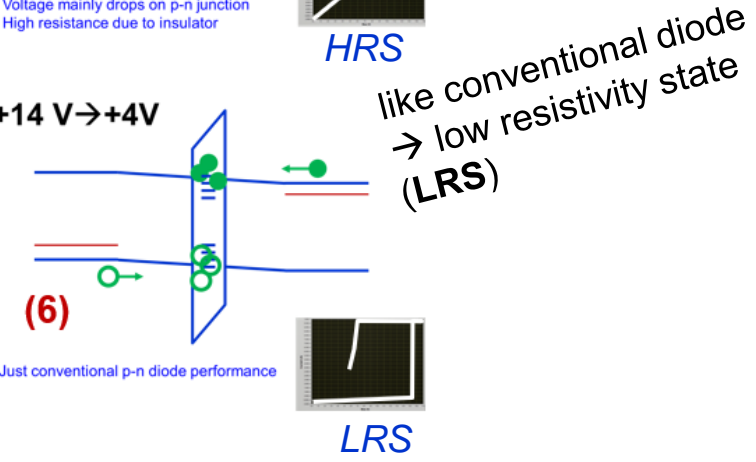 Voltage mainly drops on p-n junction
High resistance due to insulator
HRS
like conventional diode
→ low resistivity state
(LRS)
+14 V→+4V
(6)
Just conventional p-n diode performance
LRS